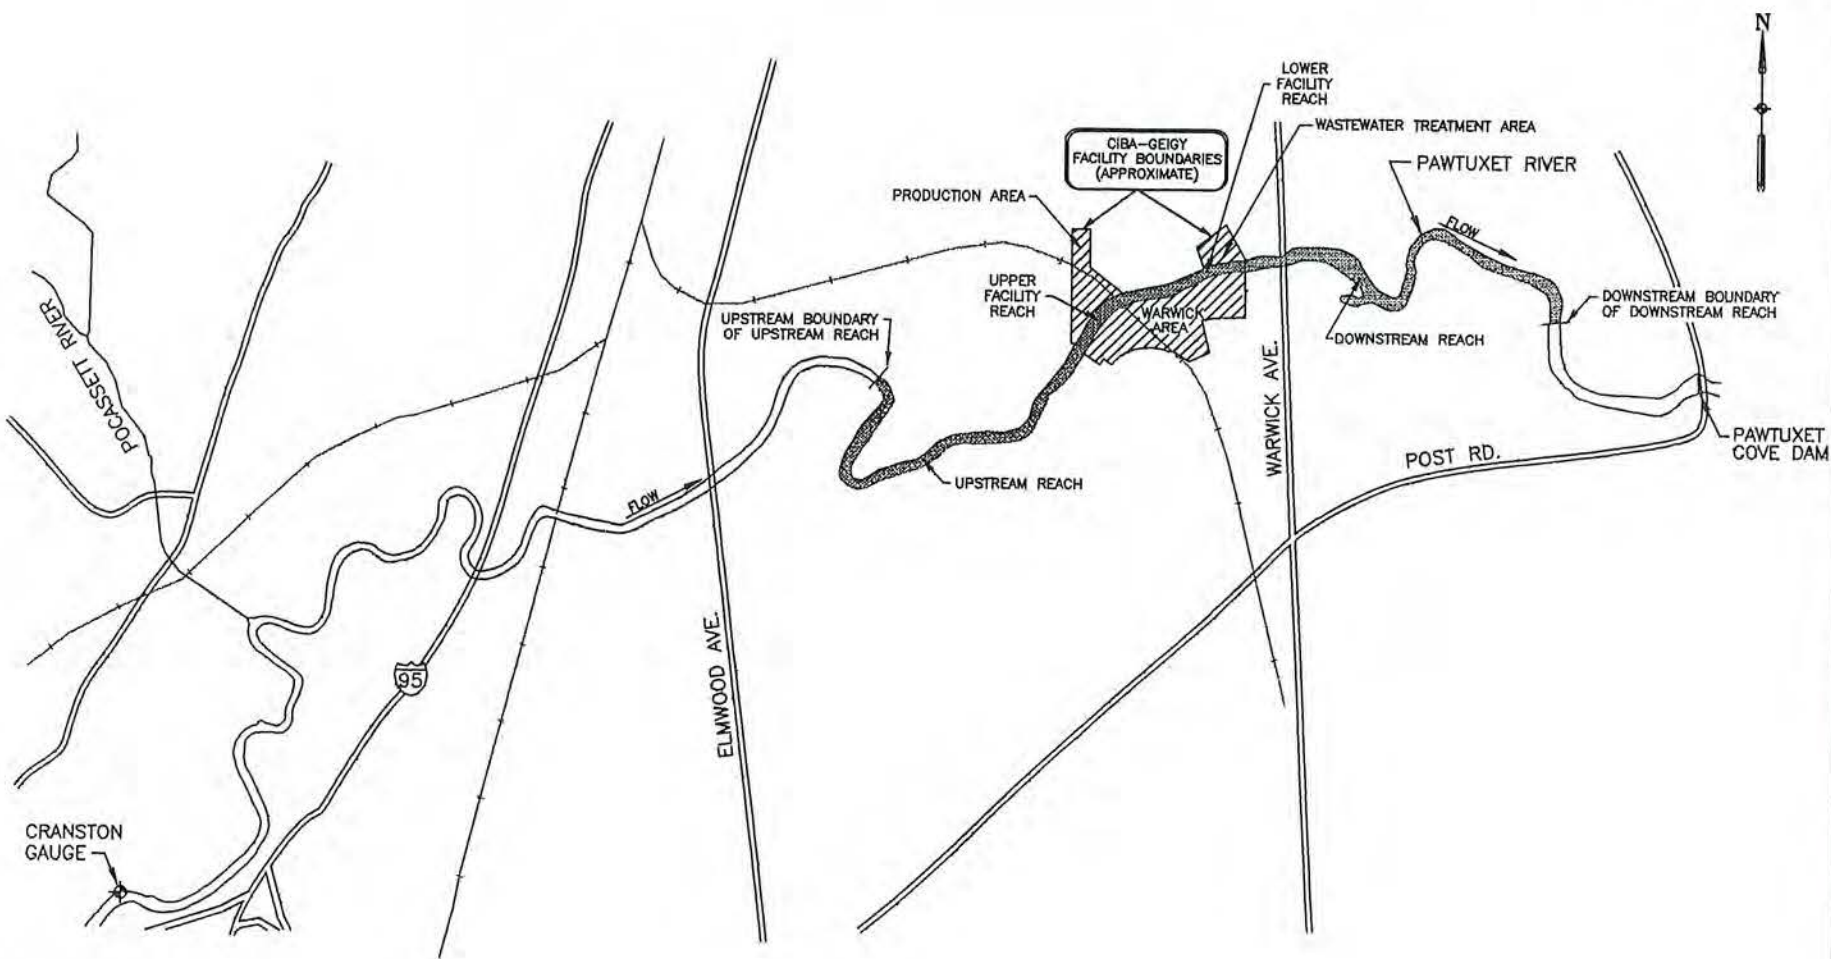 N
LOWER
FACILITY
REACH
WASTEWATER TREATMENT AREA
CIBA-GEIGY
FACILITY BOUNDARIES
(APPROXIMATE)
PAWTUXET RIVER
PRODUCTION AREA
FLOW
UPPER
FACILITY
REACH
WARWICK
AREA
DOWNSTREAM BOUNDARY
OF DOWNSTREAM REACH
UPSTREAM BOUNDARY
OF UPSTREAM REACH
DOWNSTREAM REACH
POCASSETT RIVER
WARWICK AVE.
PAWTUXET
COVE DAM
POST RD.
UPSTREAM REACH
FLOW
ELMWOOD AVE.
95
CRANSTON
GAUGE